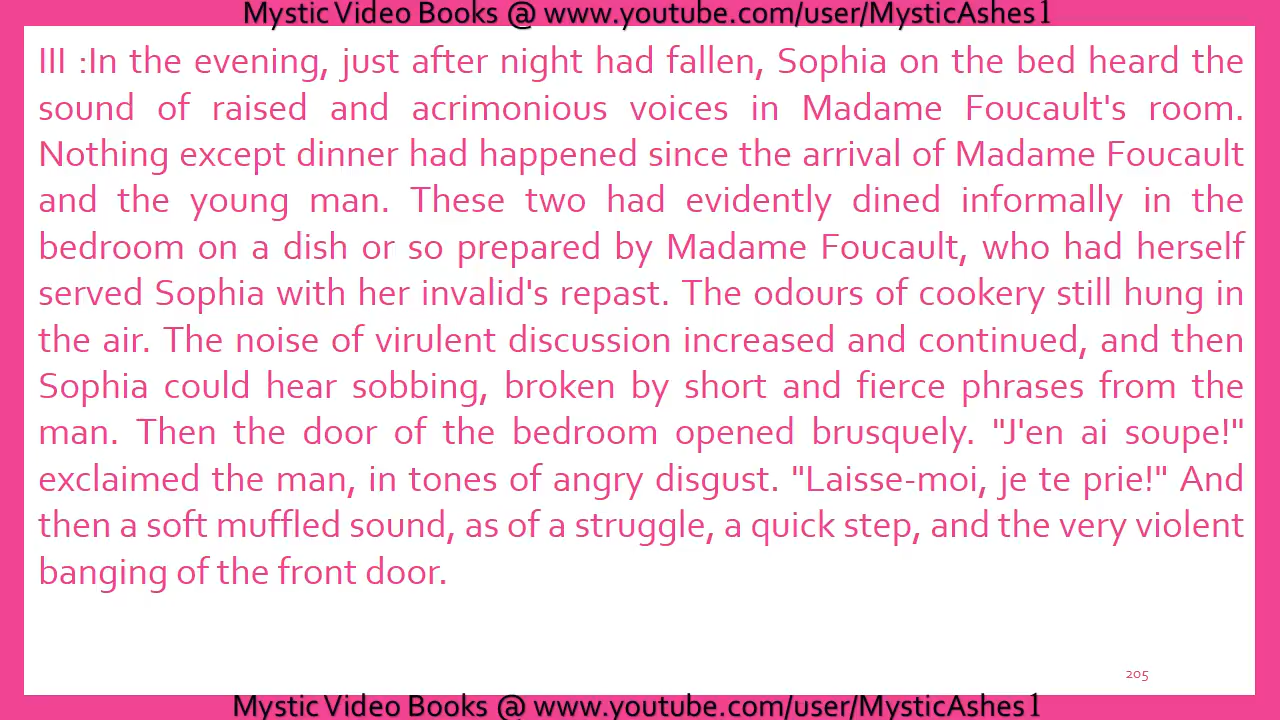 Mystic Video Books @ www.youtube.com/user/MysticAshes1
III :In the evening, just after night had fallen, Sophia on the bed heard the
sound of raised and acrimonious voices in Madame Foucault's room.
Nothing except dinner had happened since the arrival of Madame Foucault
and the young man. These two had evidently dined informally in the
bedroom on a dish or so prepared by Madame Foucault, who had herself
served Sophia with her invalid's repast. The odours of cookery still hung in
the air. The noise of virulent discussion increased and continued, and then
Sophia could hear sobbing, broken by short and fierce phrases from the
man. Then the door of the bedroom opened brusquely. "J'en ai soupe!"
exclaimed the man, in tones of angry disgust. "Laisse-moi, je te prie!" And
then a soft muffled sound, as of a struggle, a quick step, and the very violent
banging of the front door.
205
Mystic Video Books @ www.youtube.com/user/MysticAshes1